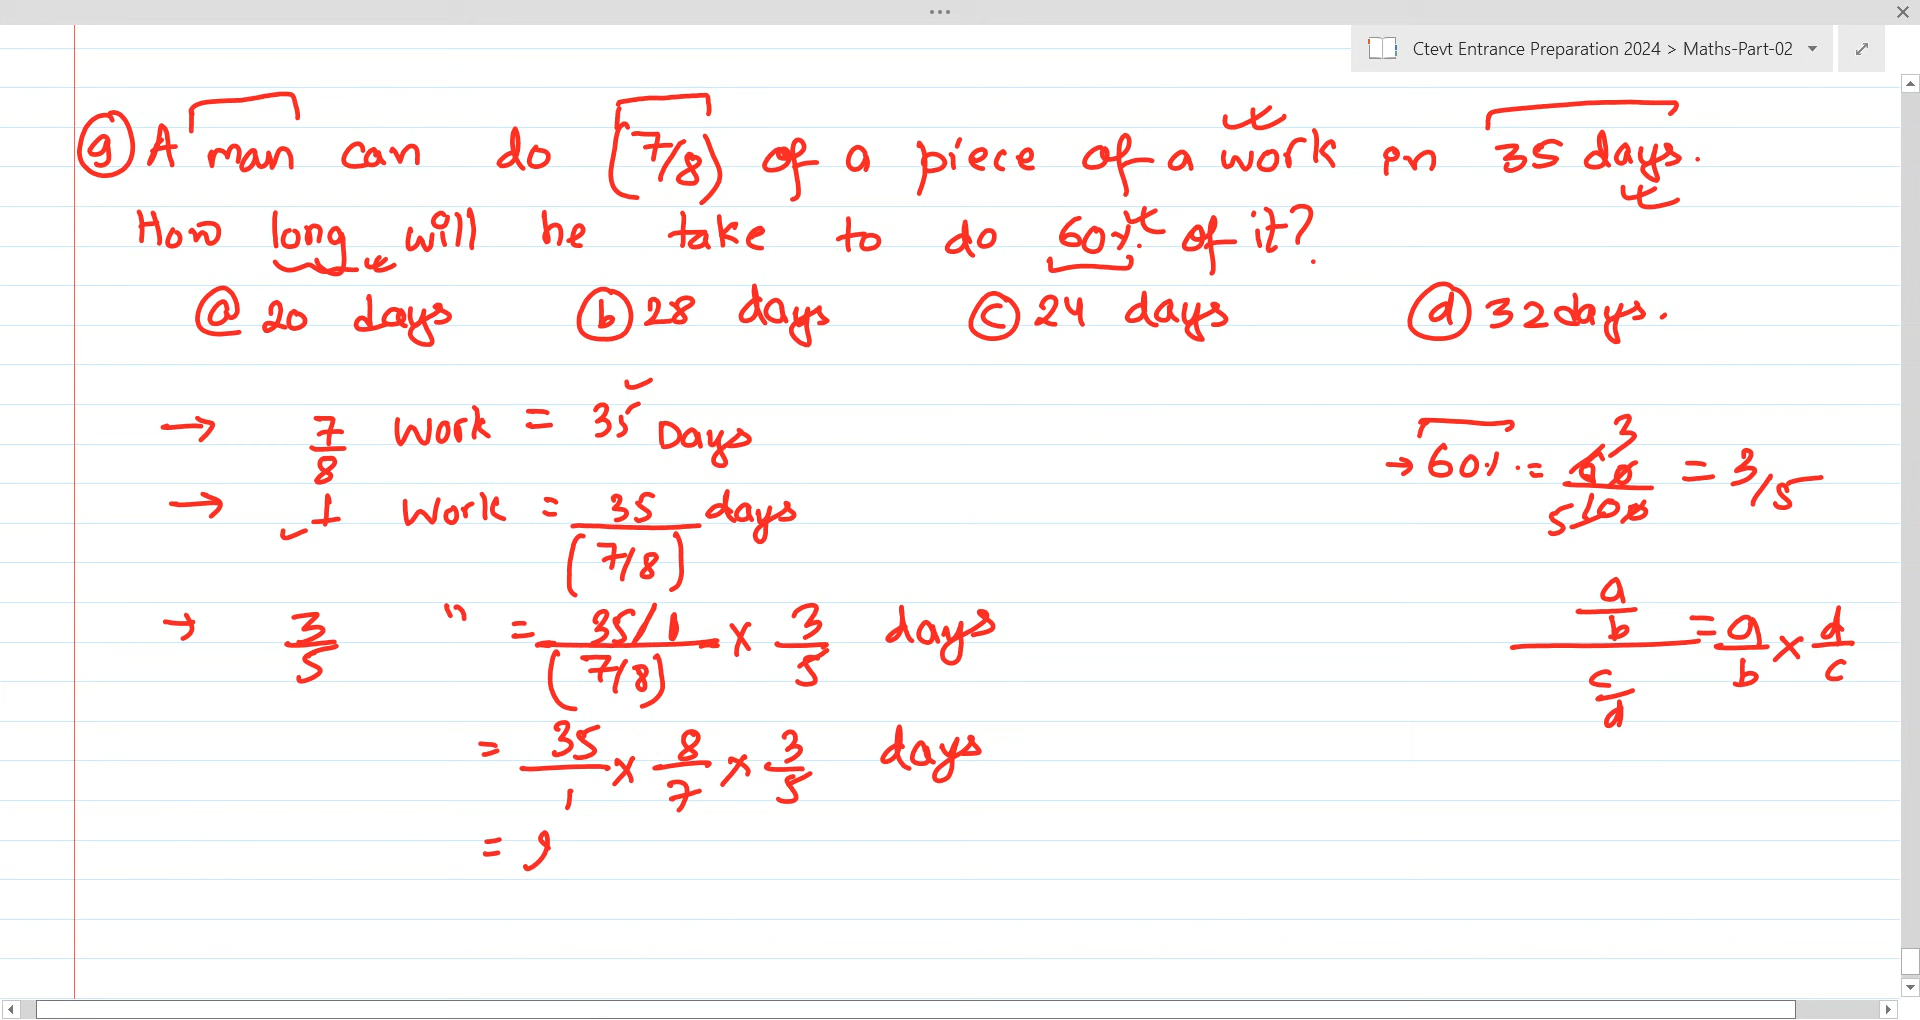 Ctevt Entrance Preparation 2024 > Maths-Part-02
9 A man can do (7/8) of a piece of a work in 35 days.
How long will he take to do 60% of it?
a 20 days b 28 days c 24 days d 32 days.
→ 7/8 Work = 35 Days
→ 1 Work = 35/(7/8) days
→ 3/5 " = 35/1/(7/8) × 3/5 days
= 35/1 × 8/7 × 3/5 days
=
→ 60% = 60/100 3 5 = 3/5
a/b / c/d = a/b × d/c